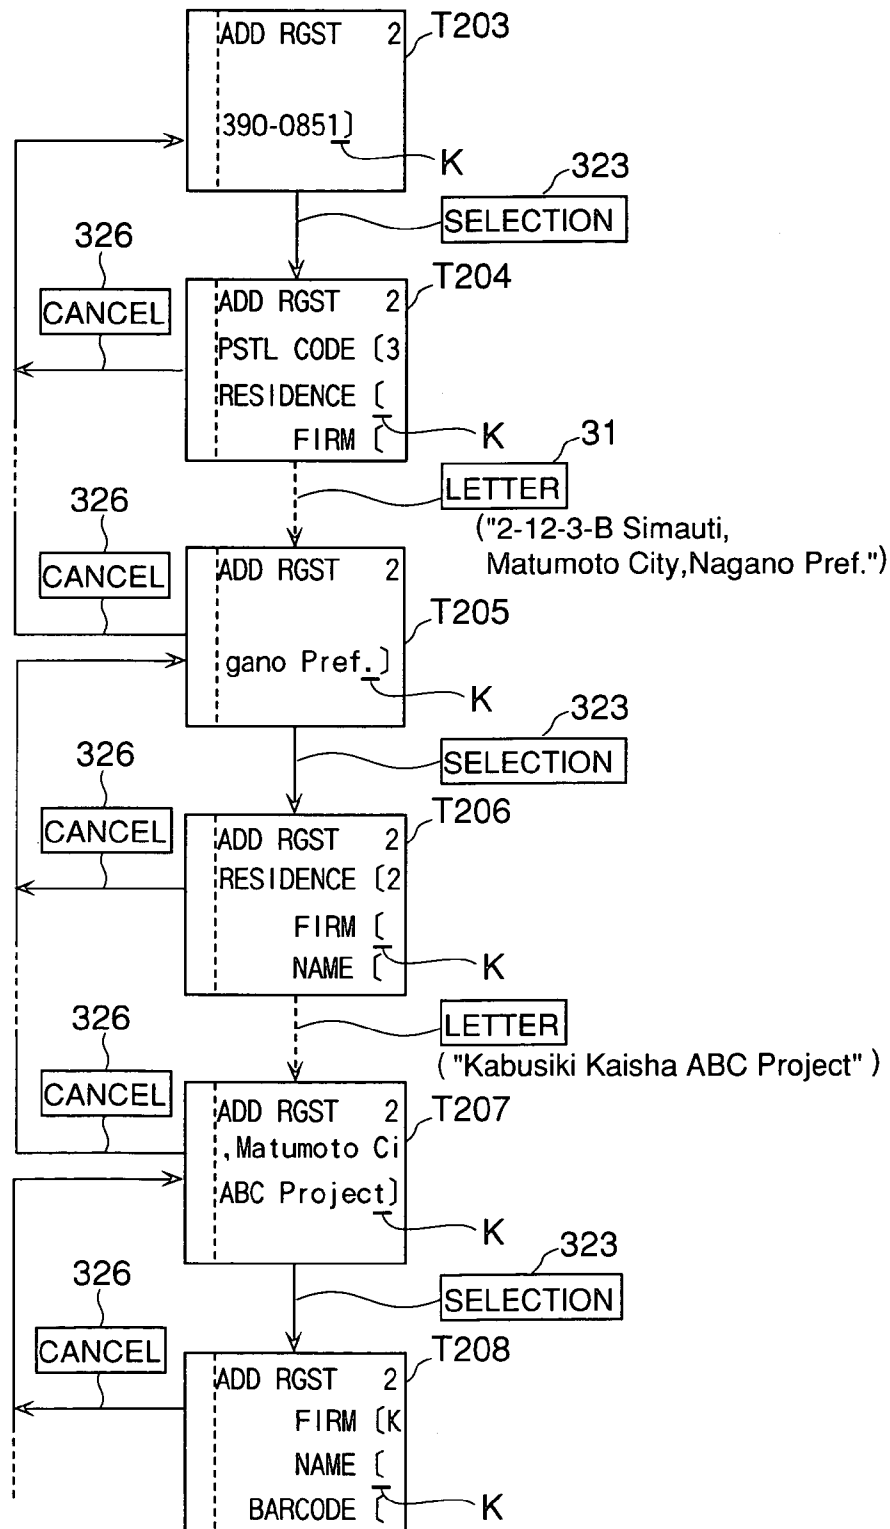 ADD RGST 2
T203
390-0851]
K
323
SELECTION
326
CANCEL
T204
ADD RGST 2
PSTL CODE [3
RESIDENCE [
FIRM [
K
31
LETTER
("2-12-3-B Simauti,
Matumoto City,Nagano Pref.")
326
CANCEL
ADD RGST 2
T205
gano Pref.]
K
323
SELECTION
326
CANCEL
T206
ADD RGST 2
RESIDENCE [2
FIRM [
NAME [
K
LETTER
("Kabusiki Kaisha ABC Project")
326
CANCEL
ADD RGST 2
T207
,Matumoto Ci
ABC Project]
K
323
SELECTION
326
CANCEL
T208
ADD RGST 2
FIRM [K
NAME [
BARCODE [
K